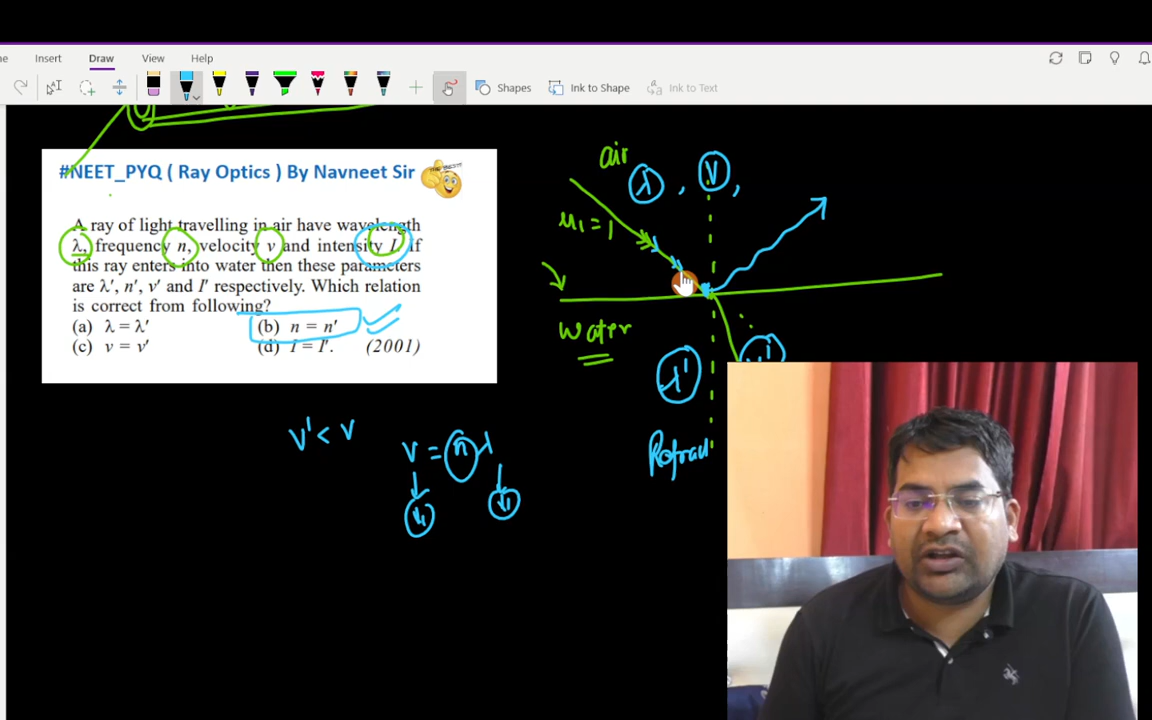 Insert Draw View Help
Shapes Ink to Shape Ink to Text
#NEET_PYQ ( Ray Optics ) By Navneet Sir
A ray of light travelling in air have wavelength
λ, frequency n, velocity v and intensity I. If
this ray enters into water then these parameters
are λ′, n′, v′ and I′ respectively. Which relation
is correct from following?
(a) λ = λ′ (b) n = n′
(c) v = v′ (d) I = I′. (2001)
air
λ , V ,
μ1 = 1
water
λ'
Refrac
V' < V
V = n λ